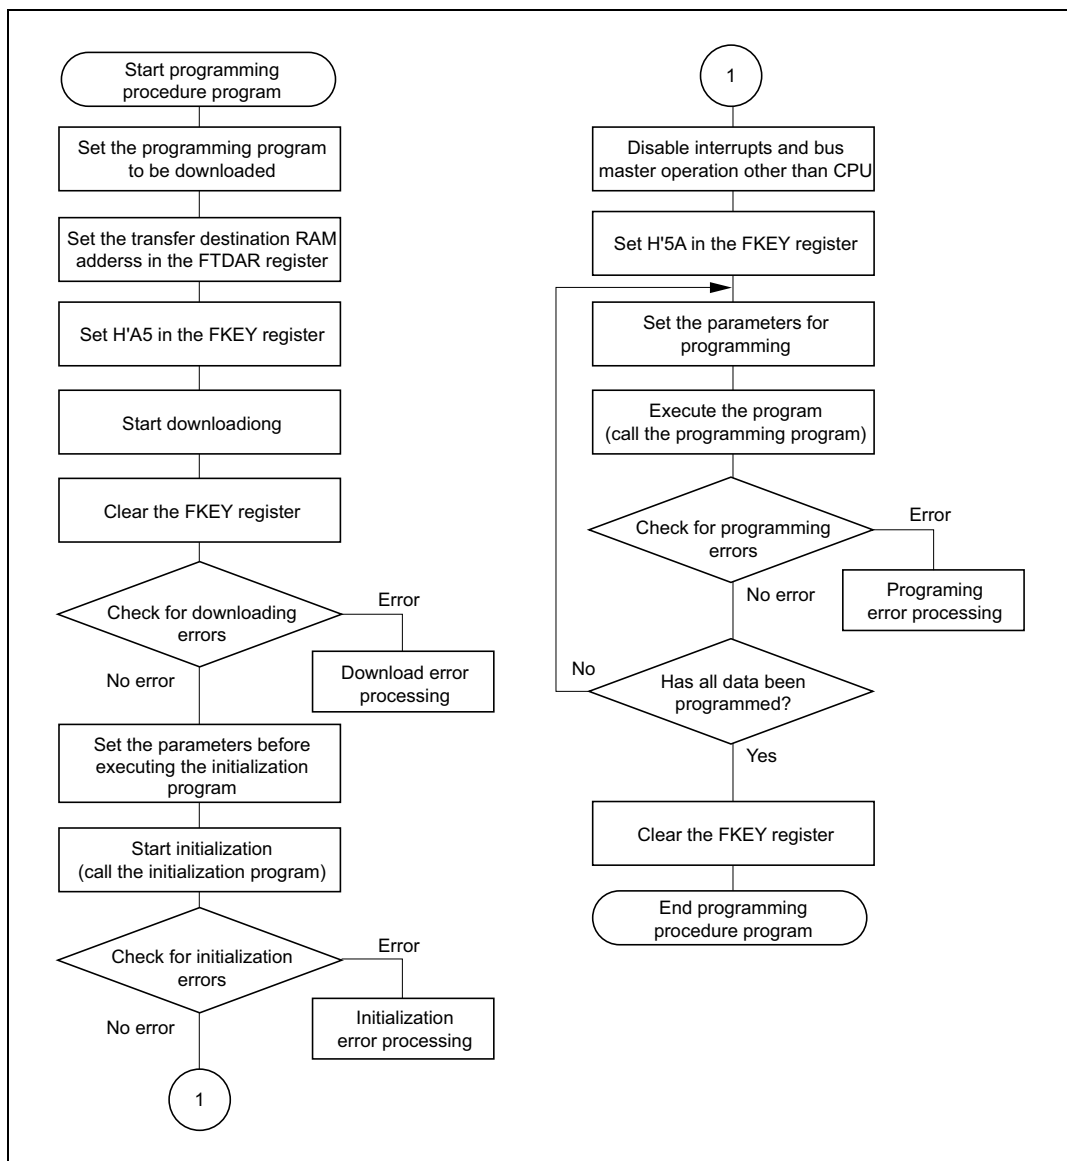 Start programming
procedure program
Set the programming program
to be downloaded
Set the transfer destination RAM
adderss in the FTDAR register
Set H'A5 in the FKEY register
Start downloadiong
Clear the FKEY register
Check for downloading
errors
Error
No error
Download error
processing
Set the parameters before
executing the initialization
program
Start initialization
(call the initialization program)
Check for initialization
errors
Error
No error
Initialization
error processing
1
1
Disable interrupts and bus
master operation other than CPU
Set H'5A in the FKEY register
Set the parameters for
programming
Execute the program
(call the programming program)
Check for programming
errors
Error
No error
Programing
error processing
No
Has all data been
programmed?
Yes
Clear the FKEY register
End programming
procedure program